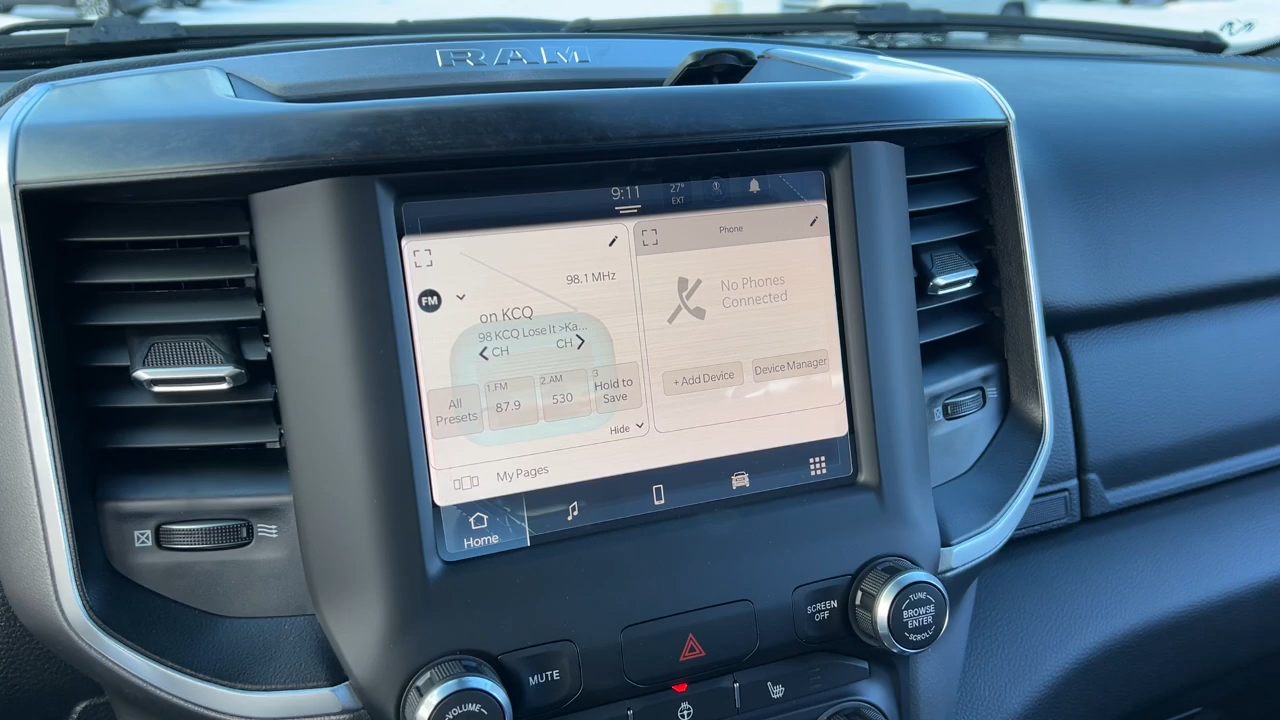 RAM
9:11
27°
EXT
Phone
98.1 MHz
FM
No Phones
Connected
on KCQ
98 KCQ Lose It >Ka...
CH
CH
+ Add Device
Device Manager
All
Presets
1.FM
87.9
2.AM
530
3
Hold to
Save
Hide
My Pages
Home
SCREEN
OFF
TUNE
BROWSE
ENTER
SCROLL
MUTE
VOLUME